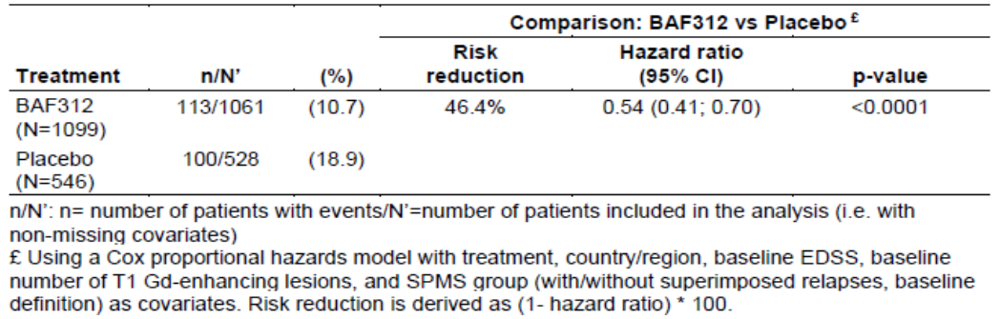 Comparison: BAF312 vs Placebo £
Treatment n/N' (%) Risk reduction Hazard ratio (95% CI) p-value
BAF312 (N=1099) 113/1061 (10.7) 46.4% 0.54 (0.41; 0.70) <0.0001
Placebo (N=546) 100/528 (18.9)
n/N': n= number of patients with events/N'=number of patients included in the analysis (i.e. with
non-missing covariates)
£ Using a Cox proportional hazards model with treatment, country/region, baseline EDSS, baseline
number of T1 Gd-enhancing lesions, and SPMS group (with/without superimposed relapses, baseline
definition) as covariates. Risk reduction is derived as (1- hazard ratio) * 100.